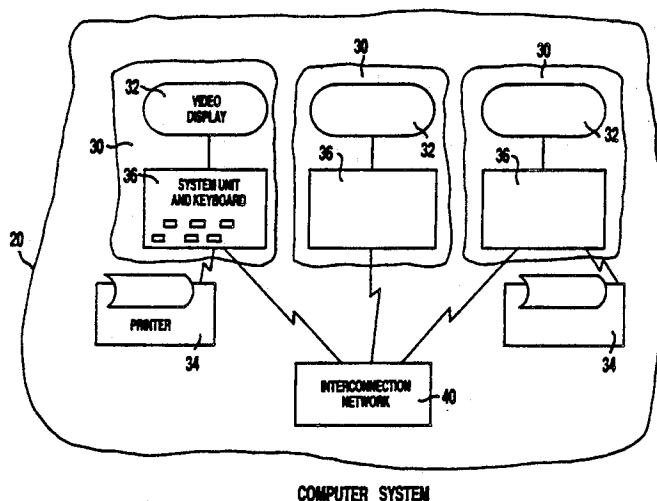 30
30
32
VIDEO
DISPLAY
30
32
32
36
36
36
SYSTEM UNIT
AND KEYBOARD
20
PRINTER
34
34
INTERCONNECTION
NETWORK
40
COMPUTER SYSTEM